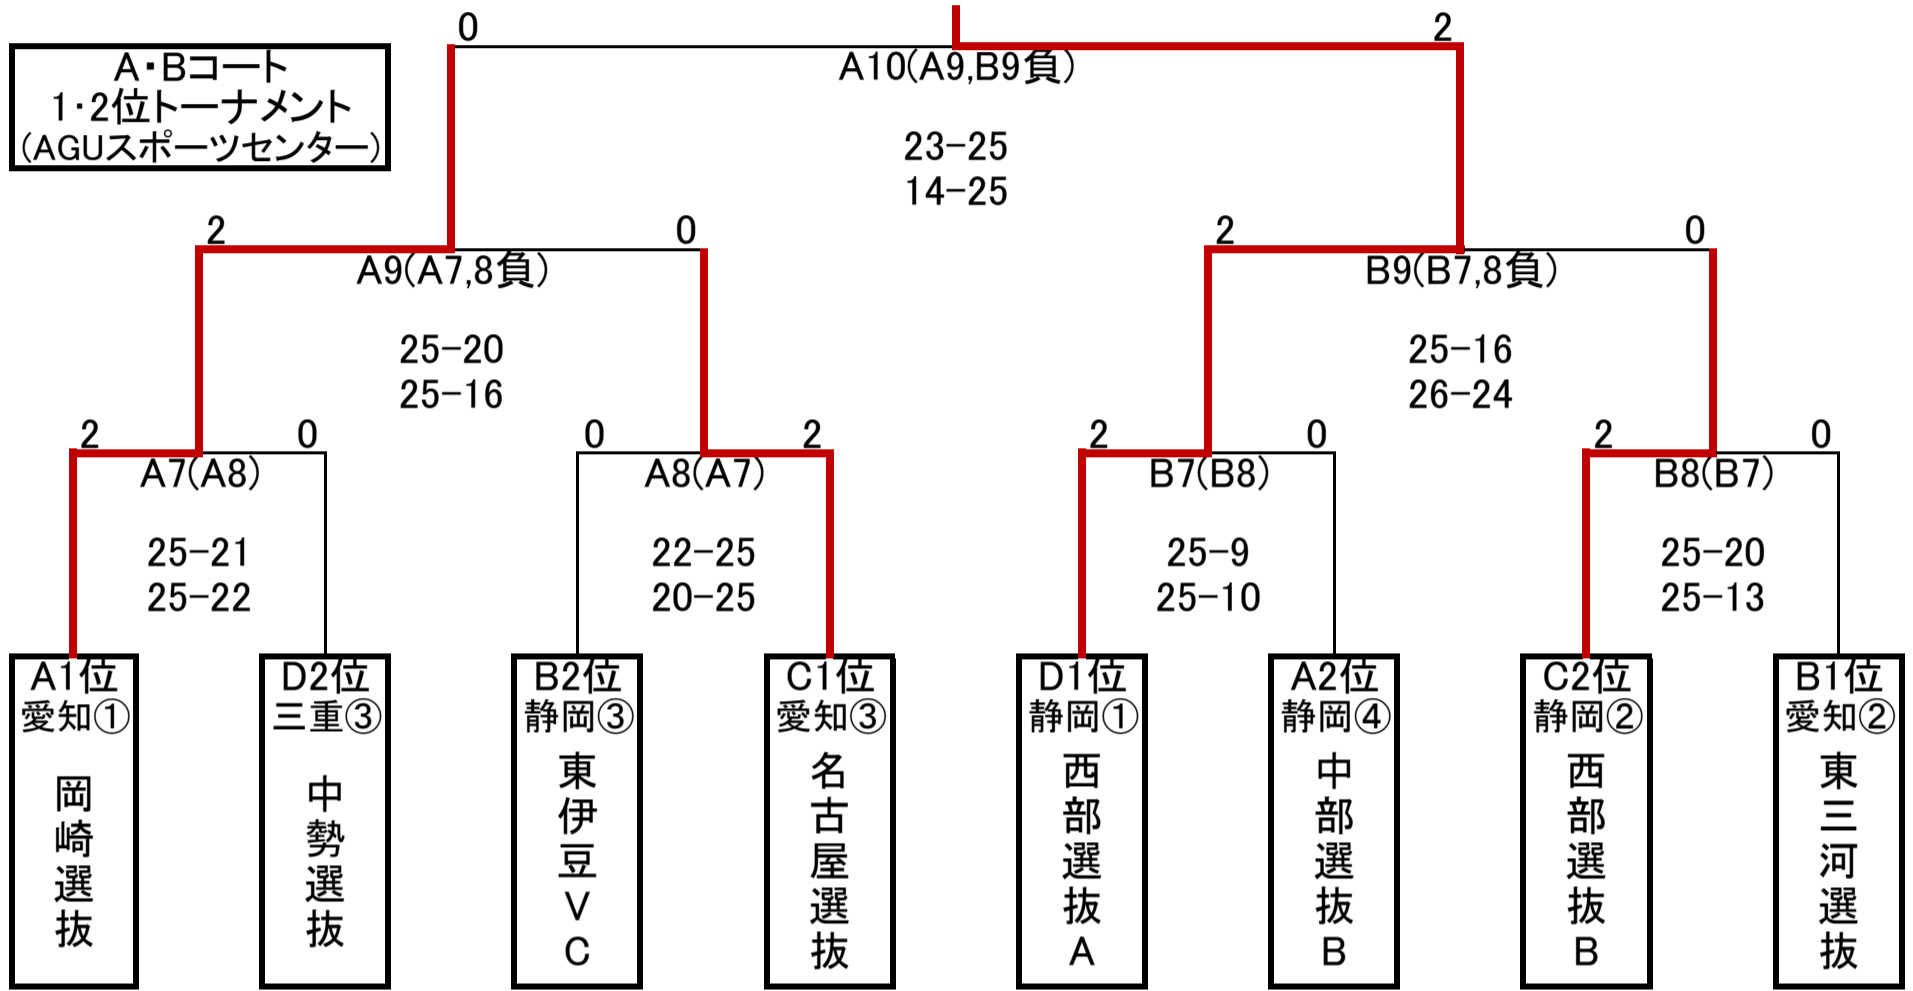 0 2
A・Bコート
1・2位トーナメント
(AGUスポーツセンター)
A10(A9,B9負)
23-25
14-25
2 0 2 0
A9(A7,8負) B9(B7,8負)
25-20 25-16
25-16 26-24
2 0 0 2 2 0 2 0
A7(A8) A8(A7) B7(B8) B8(B7)
25-21 22-25 25-9 25-20
25-22 20-25 25-10 25-13
A1位 D2位 B2位 C1位 D1位 A2位 C2位 B1位
愛知① 三重③ 静岡③ 愛知③ 静岡① 静岡④ 静岡② 愛知②
岡崎選抜
中勢選抜
東伊豆VC
名古屋選抜
西部選抜A
中部選抜B
西部選抜B
東三河選抜